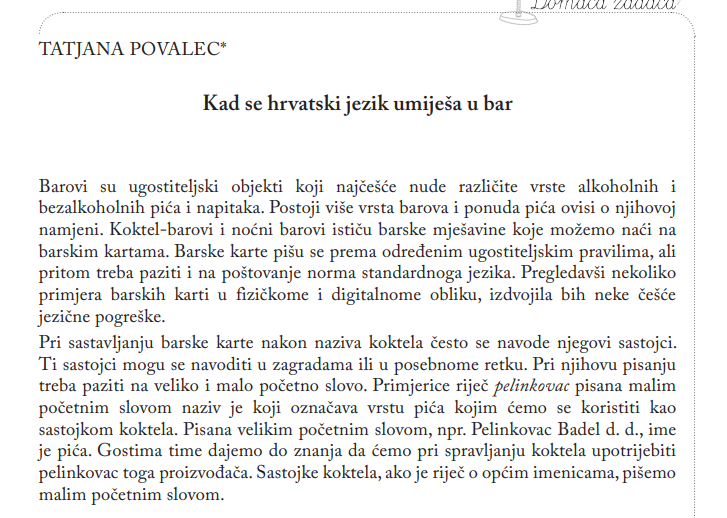 Domaća zadaća
TATJANA POVALEC*
Kad se hrvatski jezik umiješa u bar
Barovi su ugostiteljski objekti koji najčešće nude različite vrste alkoholnih i
bezalkoholnih pića i napitaka. Postoji više vrsta barova i ponuda pića ovisi o njihovoj
namjeni. Koktel-barovi i noćni barovi ističu barske mješavine koje možemo naći na
barskim kartama. Barske karte pišu se prema određenim ugostiteljskim pravilima, ali
pritom treba paziti i na poštovanje norma standardnoga jezika. Pregledavši nekoliko
primjera barskih karti u fizičkome i digitalnome obliku, izdvojila bih neke češće
jezične pogreške.
Pri sastavljanju barske karte nakon naziva koktela često se navode njegovi sastojci.
Ti sastojci mogu se navoditi u zagradama ili u posebnome retku. Pri njihovu pisanju
treba paziti na veliko i malo početno slovo. Primjerice riječ pelinkovac pisana malim
početnim slovom naziv je koji označava vrstu pića kojim ćemo se koristiti kao
sastojkom koktela. Pisana velikim početnim slovom, npr. Pelinkovac Badel d. d., ime
je pića. Gostima time dajemo do znanja da ćemo pri spravljanju koktela upotrijebiti
pelinkovac toga proizvođača. Sastojke koktela, ako je riječ o općim imenicama, pišemo
malim početnim slovom.